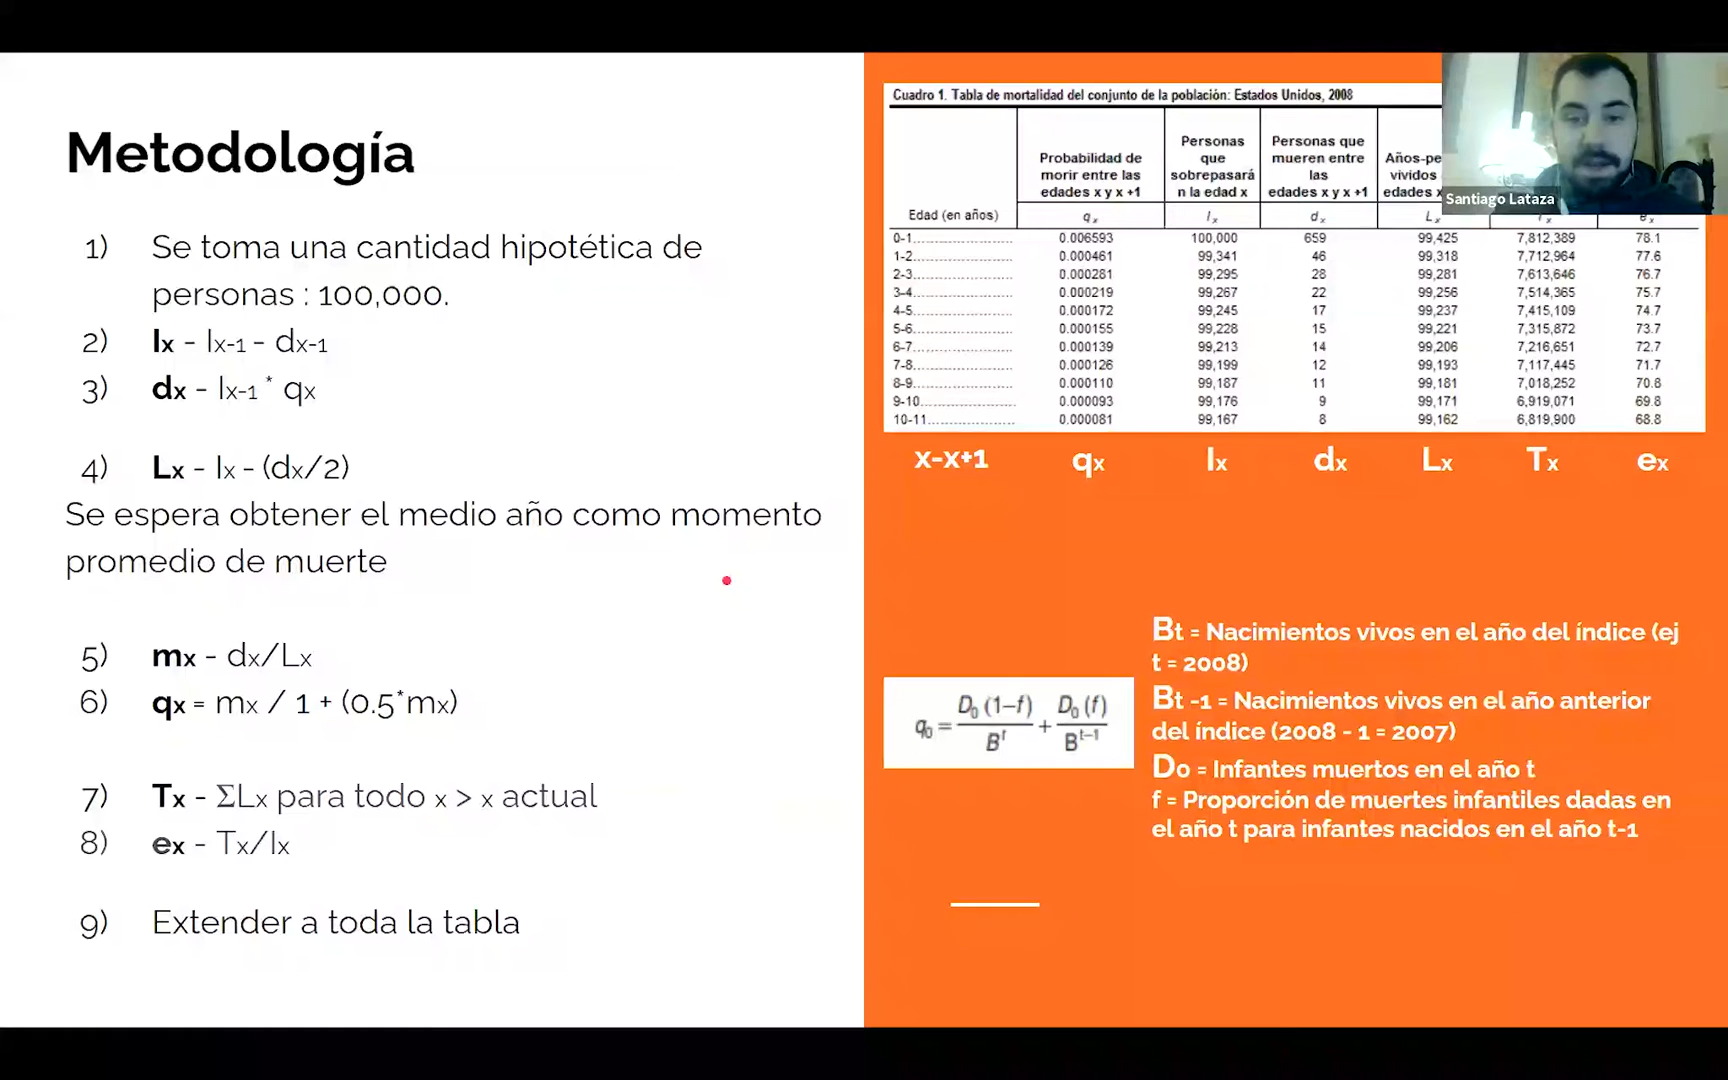 Metodología
1) Se toma una cantidad hipotética de
personas : 100,000.
2) lx - lx-1 - dx-1
3) dx - lx-1 * qx
4) Lx - lx - (dx/2)
Se espera obtener el medio año como momento
promedio de muerte
5) mx - dx/Lx
6) qx = mx / 1 + (0.5*mx)
7) Tx - ΣLx para todo x > x actual
8) ex - Tx/lx
9) Extender a toda la tabla
Cuadro 1. Tabla de mortalidad del conjunto de la población: Estados Unidos, 2008
Edad (en años)
Probabilidad de
morir entre las
edades x y x +1
qx
Personas
que
sobrepasará
n la edad x
lx
Personas que
mueren entre
las
edades x y x +1
dx
Años-pe
vividos
edades x
Lx
Santiago Lataza
0-1 0.006593 100,000 659 99,425 7,812,389 78.1
1-2 0.000461 99,341 46 99,318 7,712,964 77.6
2-3 0.000281 99,295 28 99,281 7,613,646 76.7
3-4 0.000219 99,267 22 99,256 7,514,365 75.7
4-5 0.000172 99,245 17 99,237 7,415,109 74.7
5-6 0.000155 99,228 15 99,221 7,315,872 73.7
6-7 0.000139 99,213 14 99,206 7,216,651 72.7
7-8 0.000126 99,199 12 99,193 7,117,445 71.7
8-9 0.000110 99,187 11 99,181 7,018,252 70.8
9-10 0.000093 99,176 9 99,171 6,919,071 69.8
10-11 0.000081 99,167 8 99,162 6,819,900 68.8
x-x+1 qx lx dx Lx Tx ex
q0 = D0 (1-f) / B^t + D0 (f) / B^t-1
Bt = Nacimientos vivos en el año del índice (ej
t = 2008)
Bt -1 = Nacimientos vivos en el año anterior
del índice (2008 - 1 = 2007)
Do = Infantes muertos en el año t
f = Proporción de muertes infantiles dadas en
el año t para infantes nacidos en el año t-1